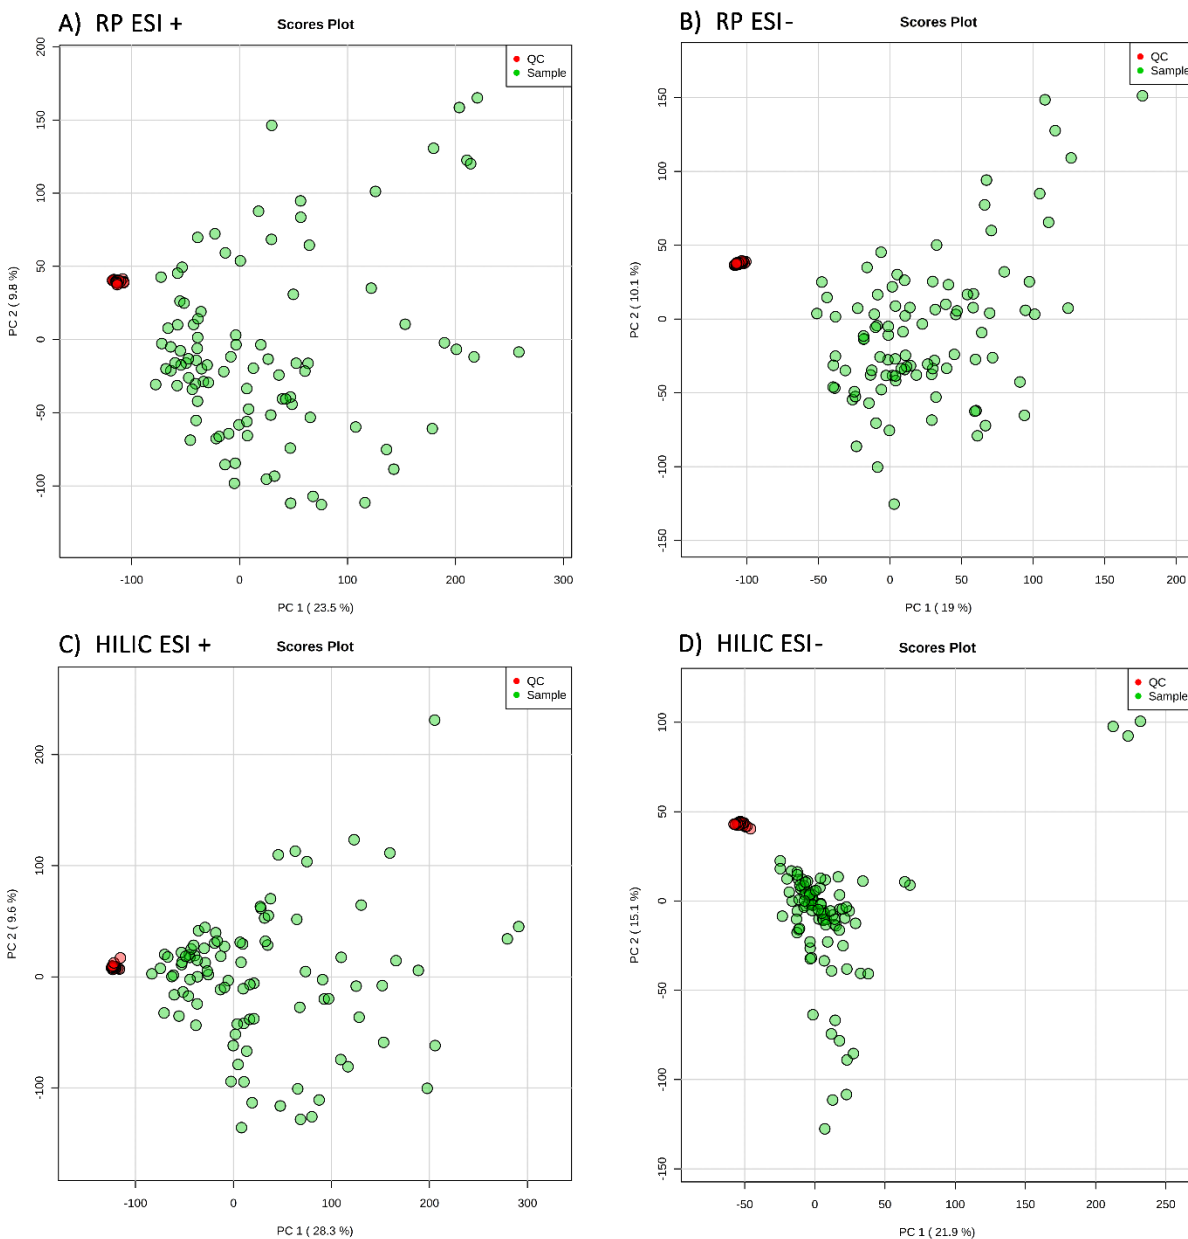 A) RP ESI +
Scores Plot
QC
Sample
200
150
100
50
0
-50
-100
PC 2 ( 9.8 %)
-100
0
100
200
300
PC 1 ( 23.5 %)
B) RP ESI-
Scores Plot
QC
Sample
150
100
50
0
-50
-100
-150
PC 2 ( 10.1 %)
-100
-50
0
50
100
150
200
PC 1 ( 19 %)
C) HILIC ESI +
Scores Plot
QC
Sample
200
100
0
-100
PC 2 ( 9.6 %)
-100
0
100
200
300
PC 1 ( 28.3 %)
D) HILIC ESI-
Scores Plot
QC
Sample
100
50
0
-50
-100
-150
PC 2 ( 15.1 %)
-50
0
50
100
150
200
250
PC 1 ( 21.9 %)